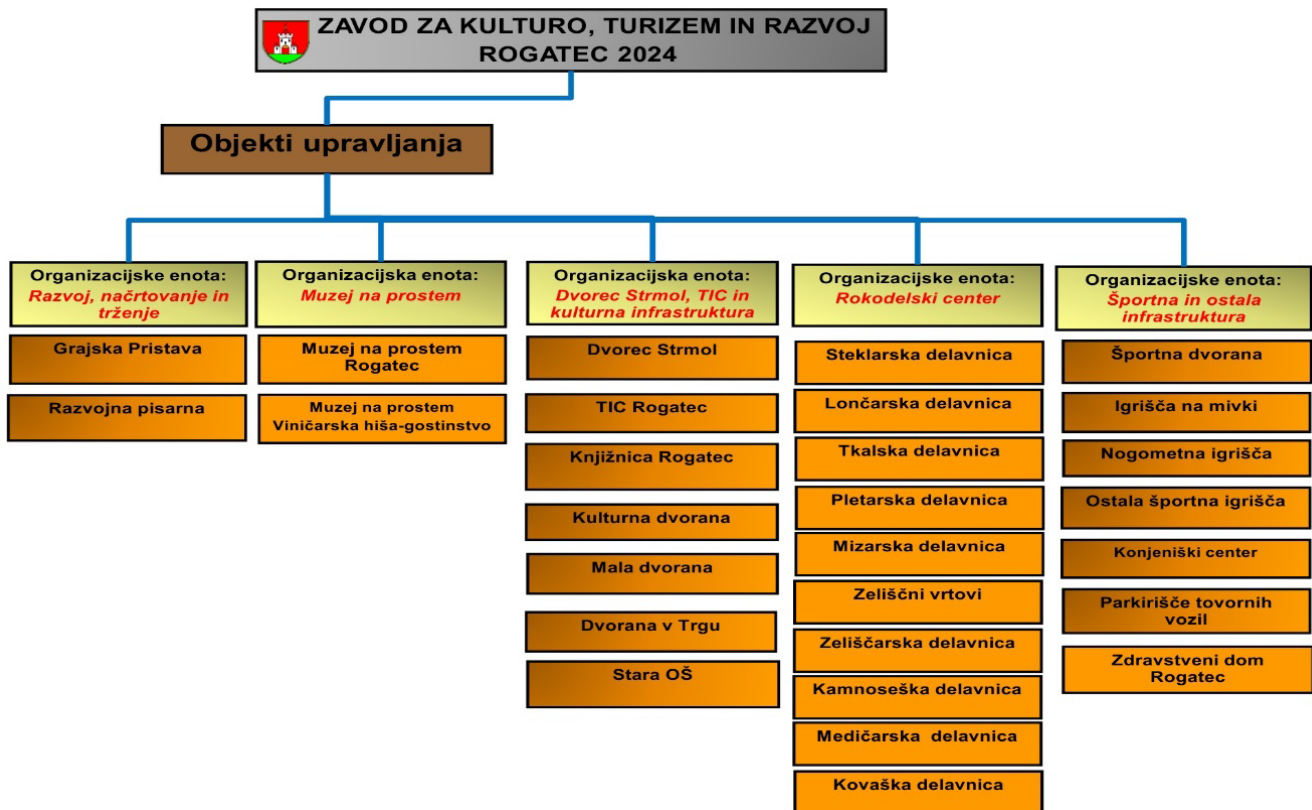 ZAVOD ZA KULTURO, TURIZEM IN RAZVOJ
ROGATEC 2024
Objekti upravljanja
Organizacijske enota:
Razvoj, načrtovanje in
trženje
Grajska Pristava
Razvojna pisarna
Organizacijska enota:
Muzej na prostem
Muzej na prostem
Rogatec
Muzej na prostem
Viničarska hiša-gostinstvo
Organizacijska enota:
Dvorec Strmol, TIC in
kulturna infrastruktura
Dvorec Strmol
TIC Rogatec
Knjižnica Rogatec
Kulturna dvorana
Mala dvorana
Dvorana v Trgu
Stara OŠ
Organizacijske enota:
Rokodelski center
Steklarska delavnica
Lončarska delavnica
Tkalska delavnica
Pletarska delavnica
Mizarska delavnica
Zeliščni vrtovi
Zeliščarska delavnica
Kamnoseška delavnica
Medičarska delavnica
Kovaška delavnica
Organizacijske enota:
Športna in ostala
infrastruktura
Športna dvorana
Igrišča na mivki
Nogometna igrišča
Ostala športna igrišča
Konjeniški center
Parkirišče tovornih
vozil
Zdravstveni dom
Rogatec